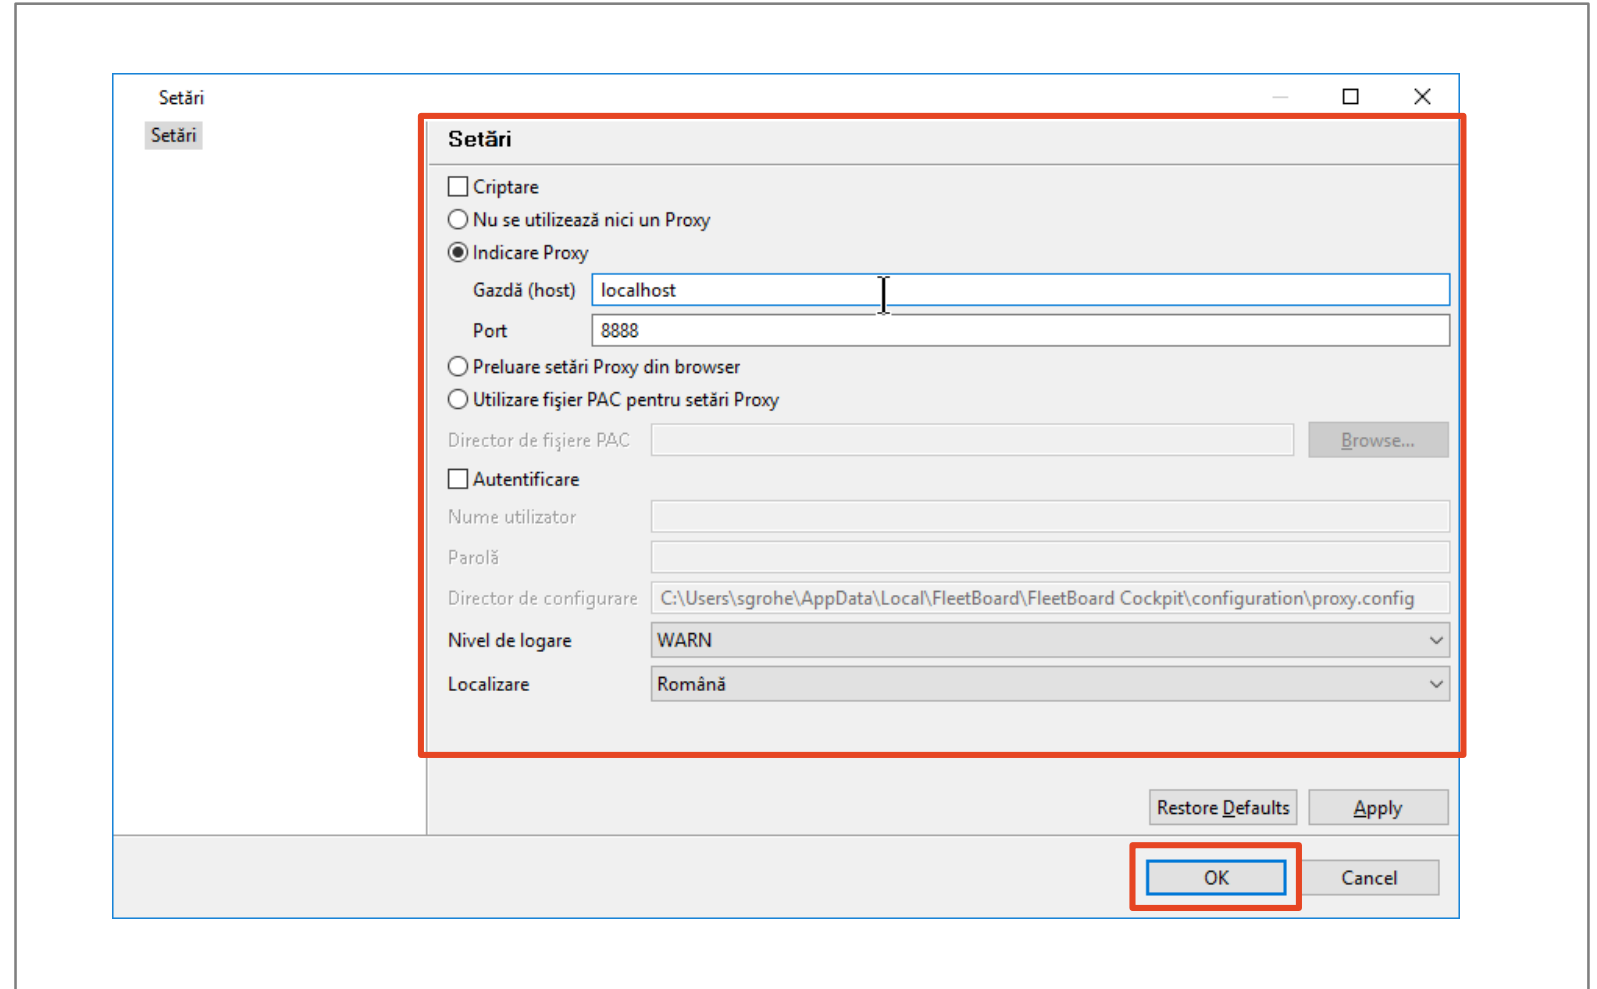 Setări
Setări
Setări
Criptare
Nu se utilizează nici un Proxy
Indicare Proxy
Gazdă (host) localhost
Port 8888
Preluare setări Proxy din browser
Utilizare fişier PAC pentru setări Proxy
Director de fişiere PAC Browse...
Autentificare
Nume utilizator
Parolă
Director de configurare C:\Users\sgrohe\AppData\Local\FleetBoard\FleetBoard Cockpit\configuration\proxy.config
Nivel de logare WARN
Localizare Română
Restore Defaults Apply
OK Cancel